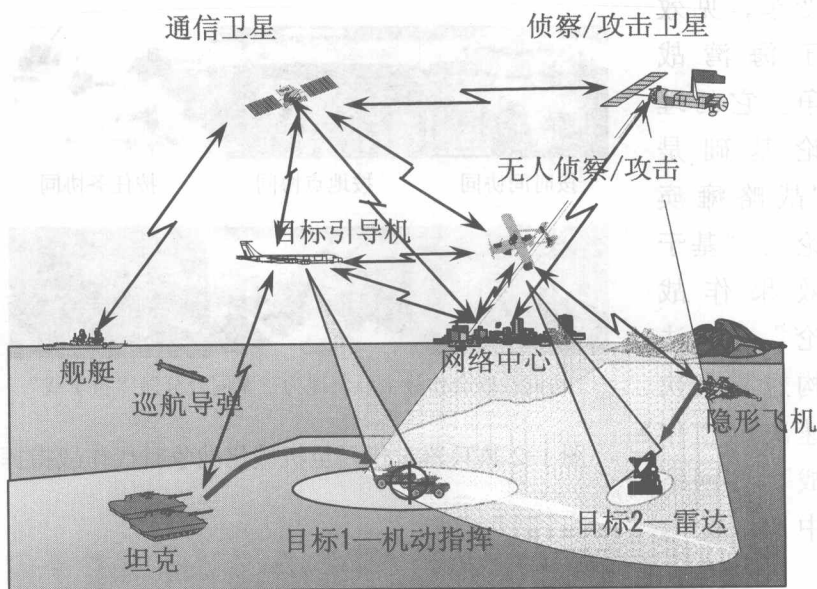 通信卫星
侦察/攻击卫星
无人侦察/攻击
目标引导机
舰艇
网络中心
巡航导弹
隐形飞机
坦克
目标1—机动指挥
目标2—雷达